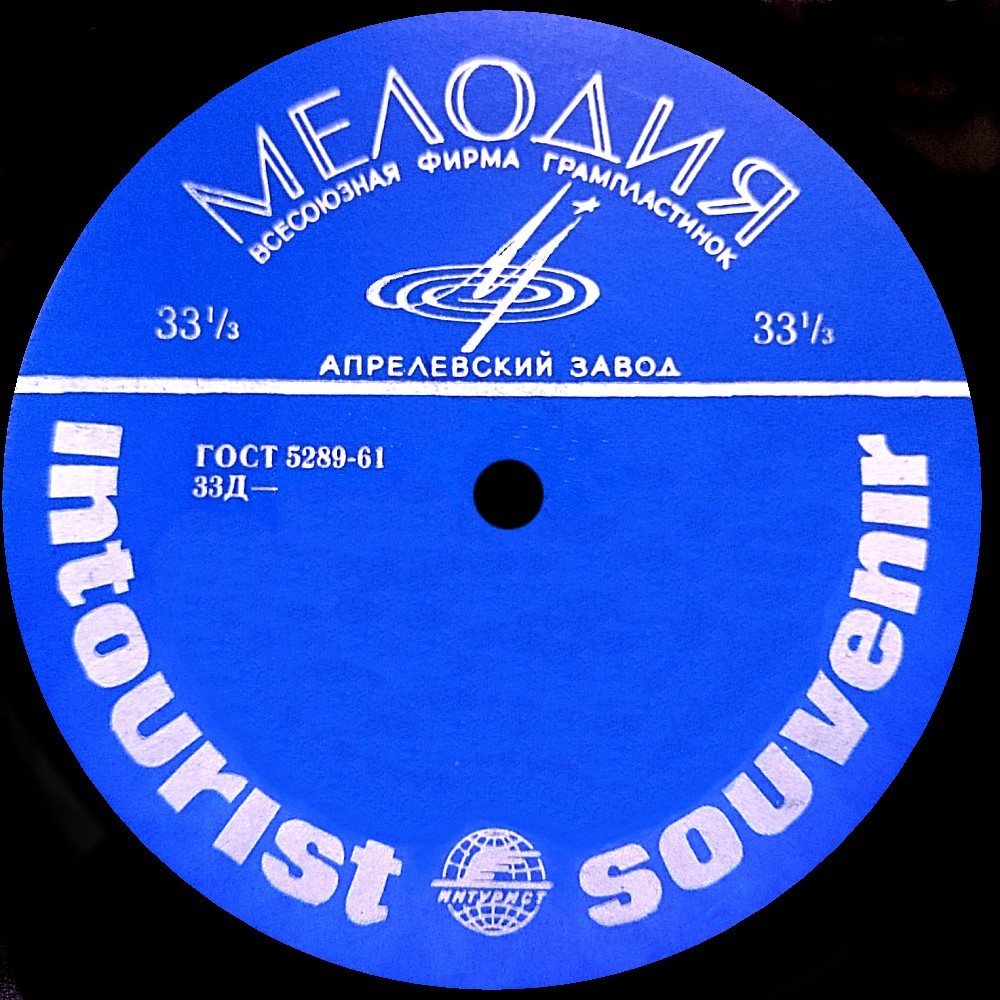 МЕЛОДИЯ
ВСЕСОЮЗНАЯ ФИРМА ГРАМПЛАСТИНОК
33⅓
33⅓
АПРЕЛЕВСКИЙ ЗАВОД
ГОСТ 5289-61
33Д—
Intourist
souvenir
ИНТУРИСТ